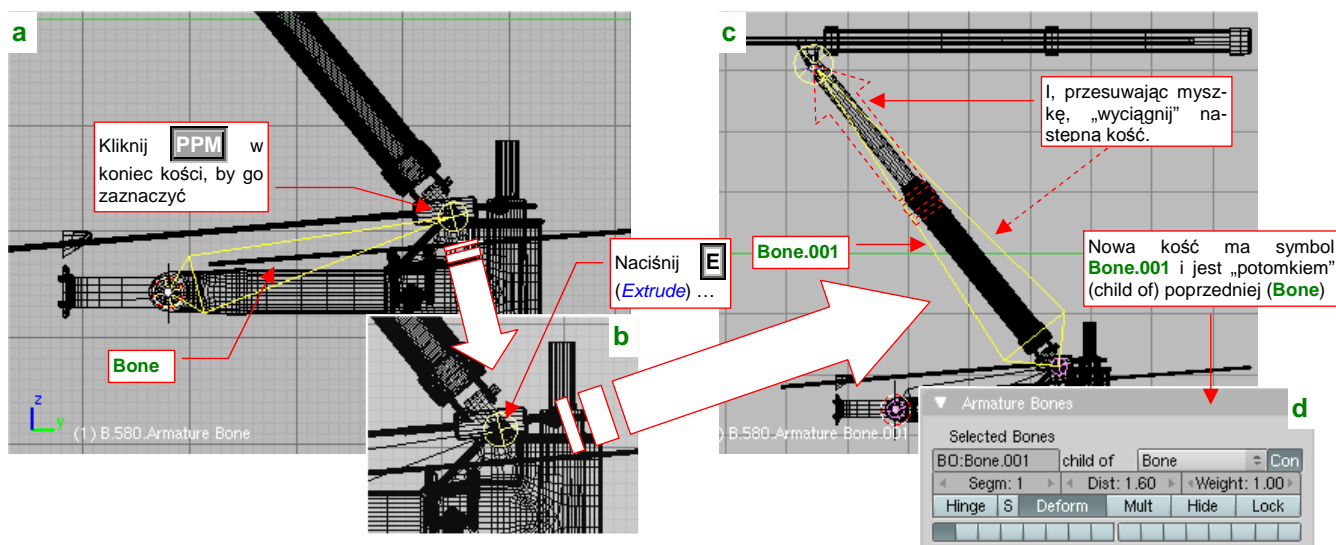 a
Kliknij PPM w
koniec kości, by go
zaznaczyć
Bone
z
y
(1) B.580.Armature Bone
b
Naciśnij E
(Extrude) …
c
I, przesuwając mysz-
kę, „wyciągnij” na-
stępna kość.
Bone.001
Nowa kość ma symbol
Bone.001 i jest „potomkiem”
(child of) poprzedniej (Bone)
) B.580.Armature Bone.001
d
Armature Bones
Selected Bones
BO:Bone.001 child of Bone Con
Segm: 1 Dist: 1.60 Weight: 1.00
Hinge S Deform Mult Hide Lock